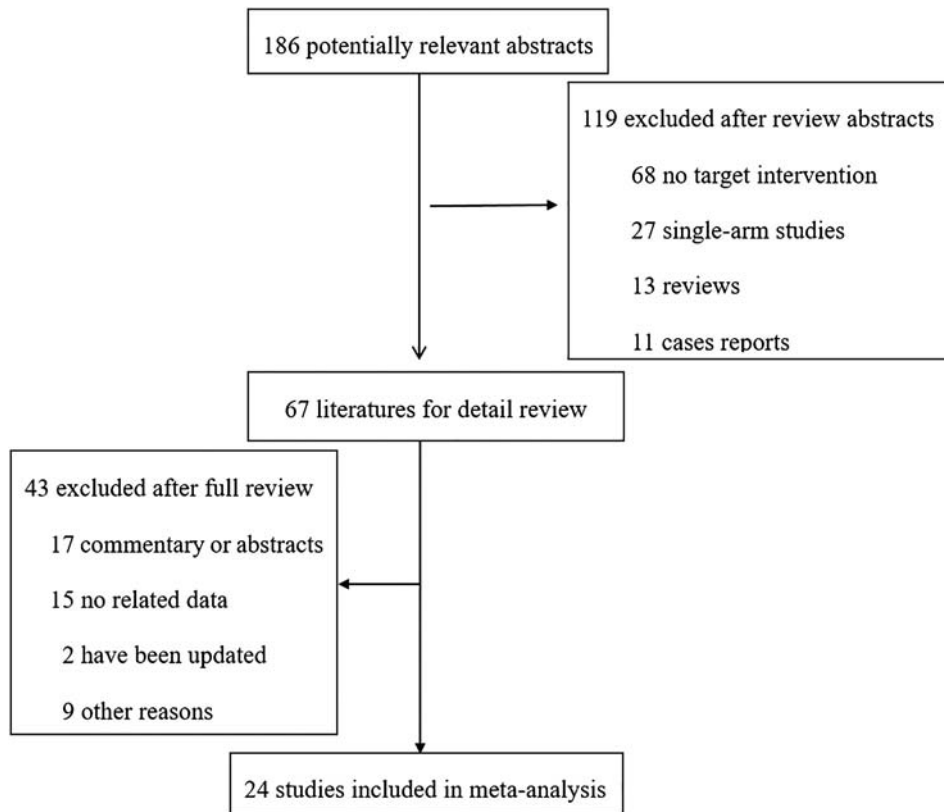 186 potentially relevant abstracts
119 excluded after review abstracts
68 no target intervention
27 single-arm studies
13 reviews
11 cases reports
67 literatures for detail review
43 excluded after full review
17 commentary or abstracts
15 no related data
2 have been updated
9 other reasons
24 studies included in meta-analysis